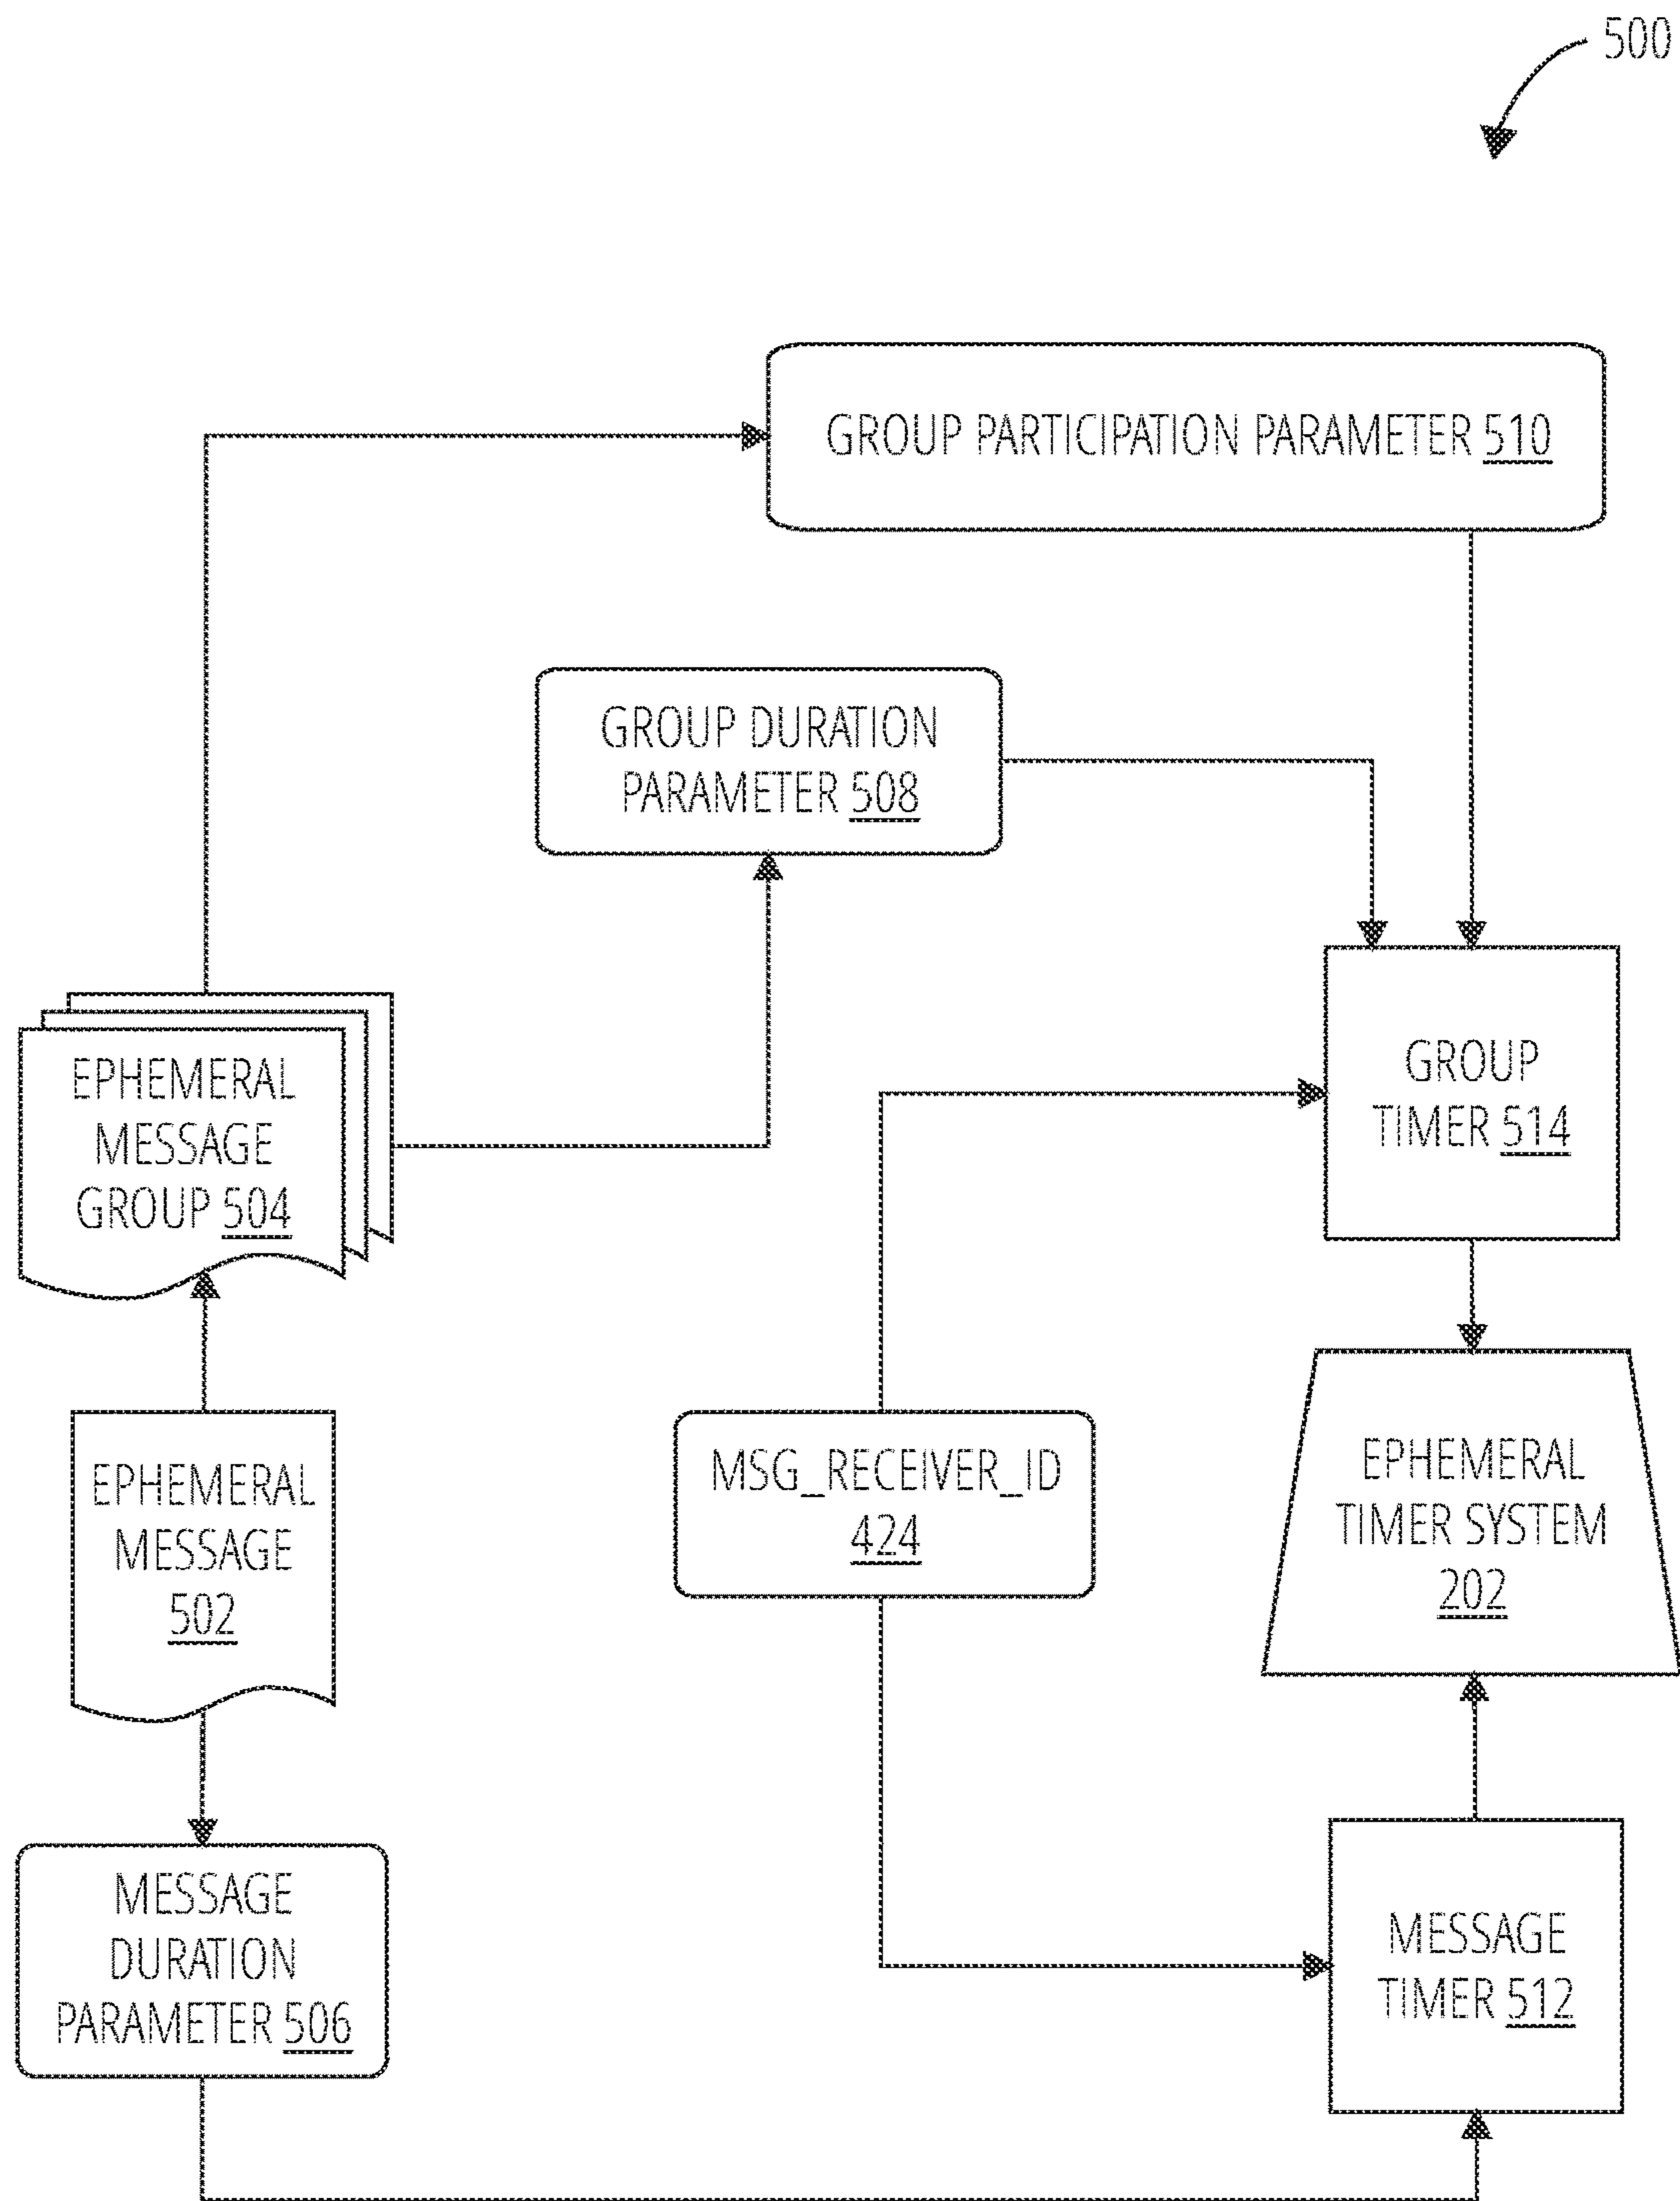 500
GROUP PARTICIPATION PARAMETER 510
GROUP DURATION
PARAMETER 508
EPHEMERAL
MESSAGE
GROUP 504
GROUP
TIMER 514
EPHEMERAL
MESSAGE
502
MSG_RECEIVER_ID
424
EPHEMERAL
TIMER SYSTEM
202
MESSAGE
DURATION
PARAMETER 506
MESSAGE
TIMER 512